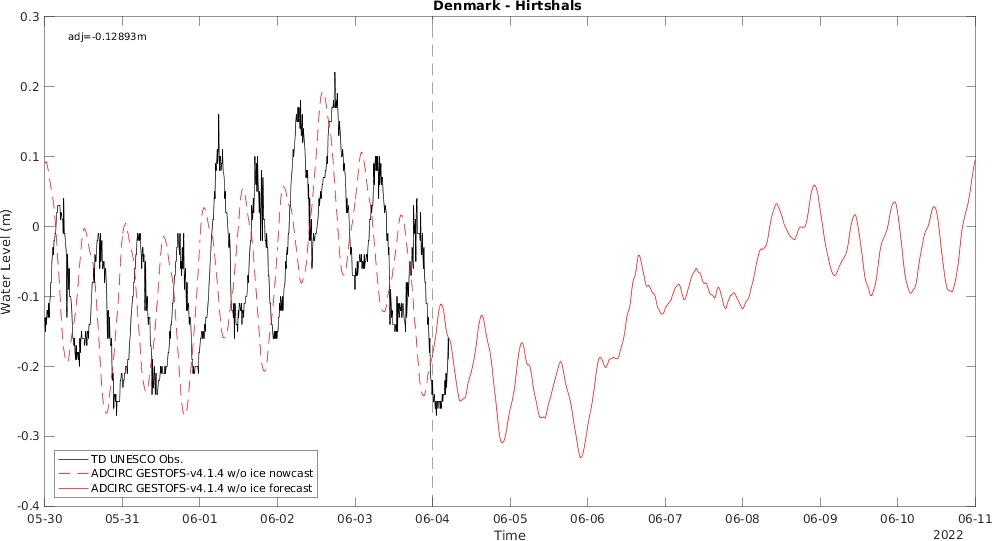 Denmark - Hirtshals
adj=-0.12893m
0.3
0.2
0.1
0
-0.1
-0.2
-0.3
-0.4
Water Level (m)
TD UNESCO Obs.
ADCIRC GESTOFS-v4.1.4 w/o ice nowcast
ADCIRC GESTOFS-v4.1.4 w/o ice forecast
05-30 05-31 06-01 06-02 06-03 06-04 06-05 06-06 06-07 06-08 06-09 06-10 06-11
Time
2022